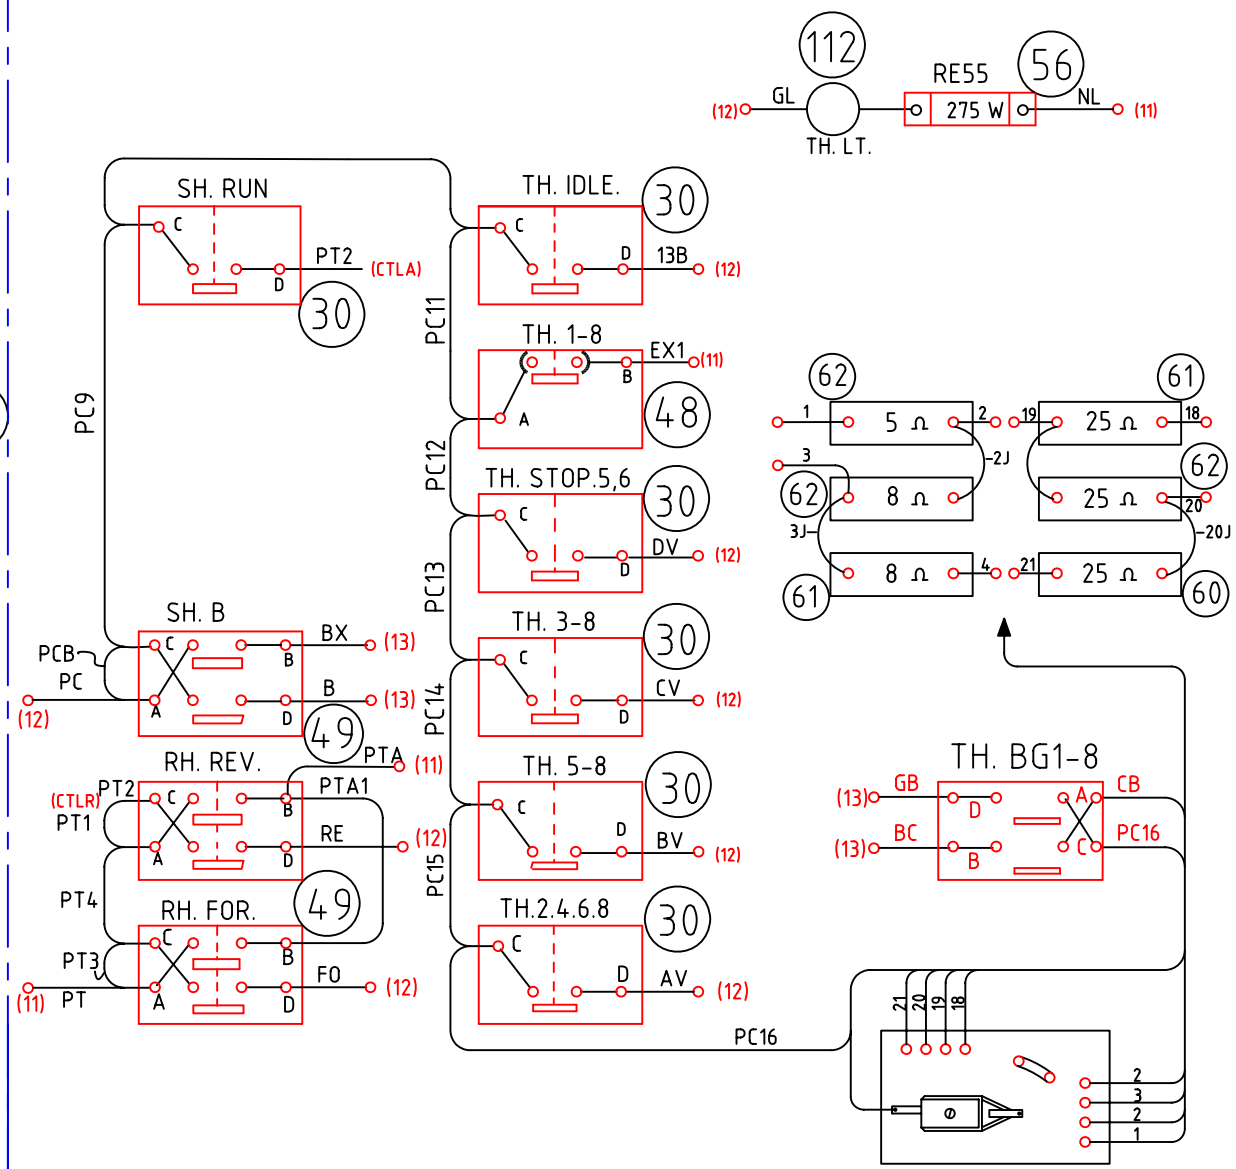 112
56
RE55
(12) GL 275 W NL (11)
TH. LT.
SH. RUN
C
PT2 (CTLA)
D
30
TH. IDLE.
30
C
D 13B (12)
PC11
TH. 1-8
EX1 (11)
B
A
48
PC9
PC12
TH. STOP.5,6
30
C
DV (12)
D
PC13
TH. 3-8
30
C
CV (12)
D
PC14
TH. 5-8
30
C
D
BV (12)
PC15
TH.2.4.6.8
30
C
D AV (12)
SH. B
PCB C BX (13)
B
PC B (13)
A D
(12)
49
RH. REV. PTA (11)
PT2 C PTA1
(CTLR) B
PT1 RE (12)
A D
PT4
49
RH. FOR.
C
PT3 B
FO (12)
(11) PT A D
62 61
1 5 Ω 2 19 25 Ω 18
-2J
3 62
62 8 Ω 25 Ω 20
3J- -20J
8 Ω 4 21 25 Ω
61 60
TH. BG1-8
(13) GB A CB
D
(13) BC C PC16
B
PC16
21 20 19 18
2
3
2
1